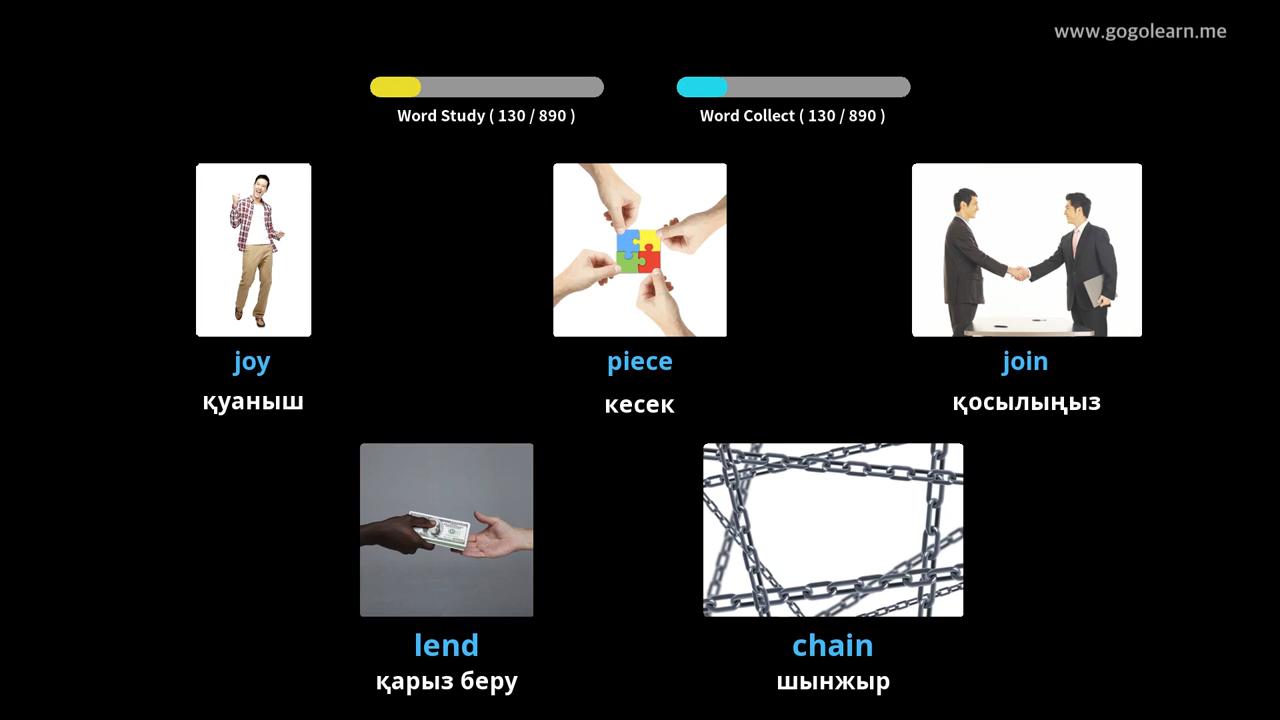 www.gogolearn.me
Word Study ( 130 / 890 )
Word Collect ( 130 / 890 )
joy
қуаныш
piece
кесек
join
қосылыңыз
lend
қарыз беру
chain
шынжыр